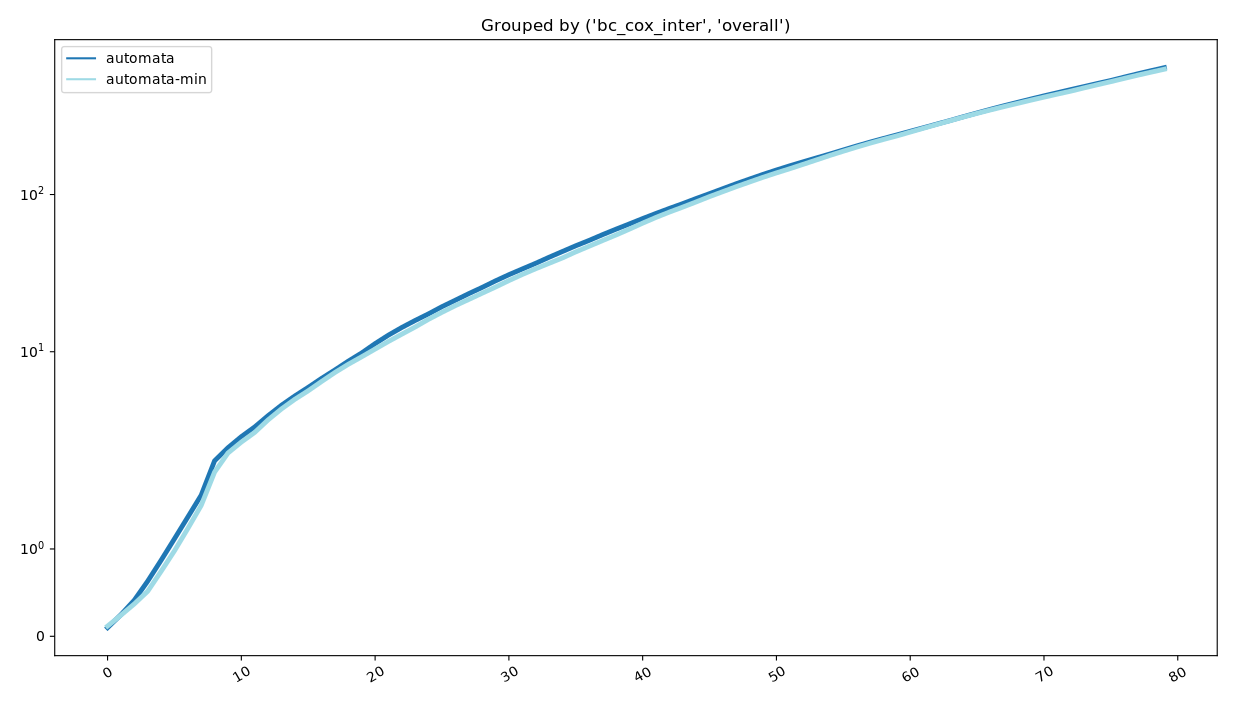 Grouped by ('bc_cox_inter', 'overall')
automata
automata-min
10²
10¹
10⁰
0
0 10 20 30 40 50 60 70 80